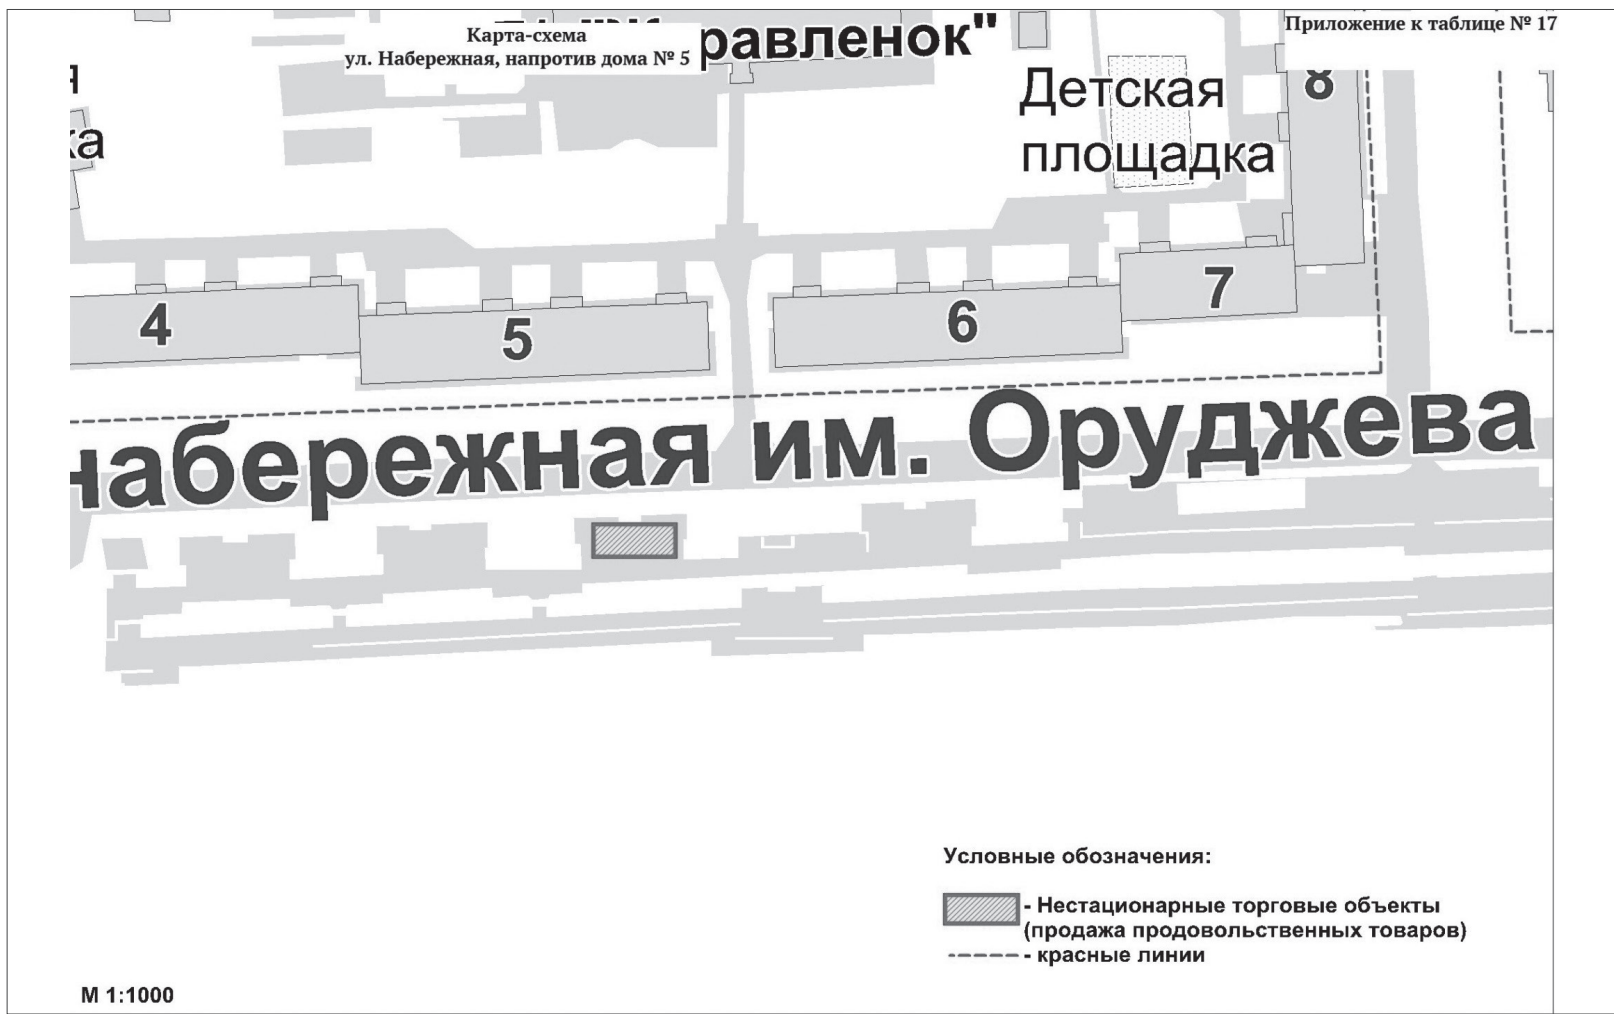 Карта-схема
ул. Набережная, напротив дома № 5
Приложение к таблице № 17
равленок"
Детская
площадка
я
ка
8
4
5
6
7
набережная им. Оруджева
Условные обозначения:
- Нестационарные торговые объекты
(продажа продовольственных товаров)
- красные линии
М 1:1000